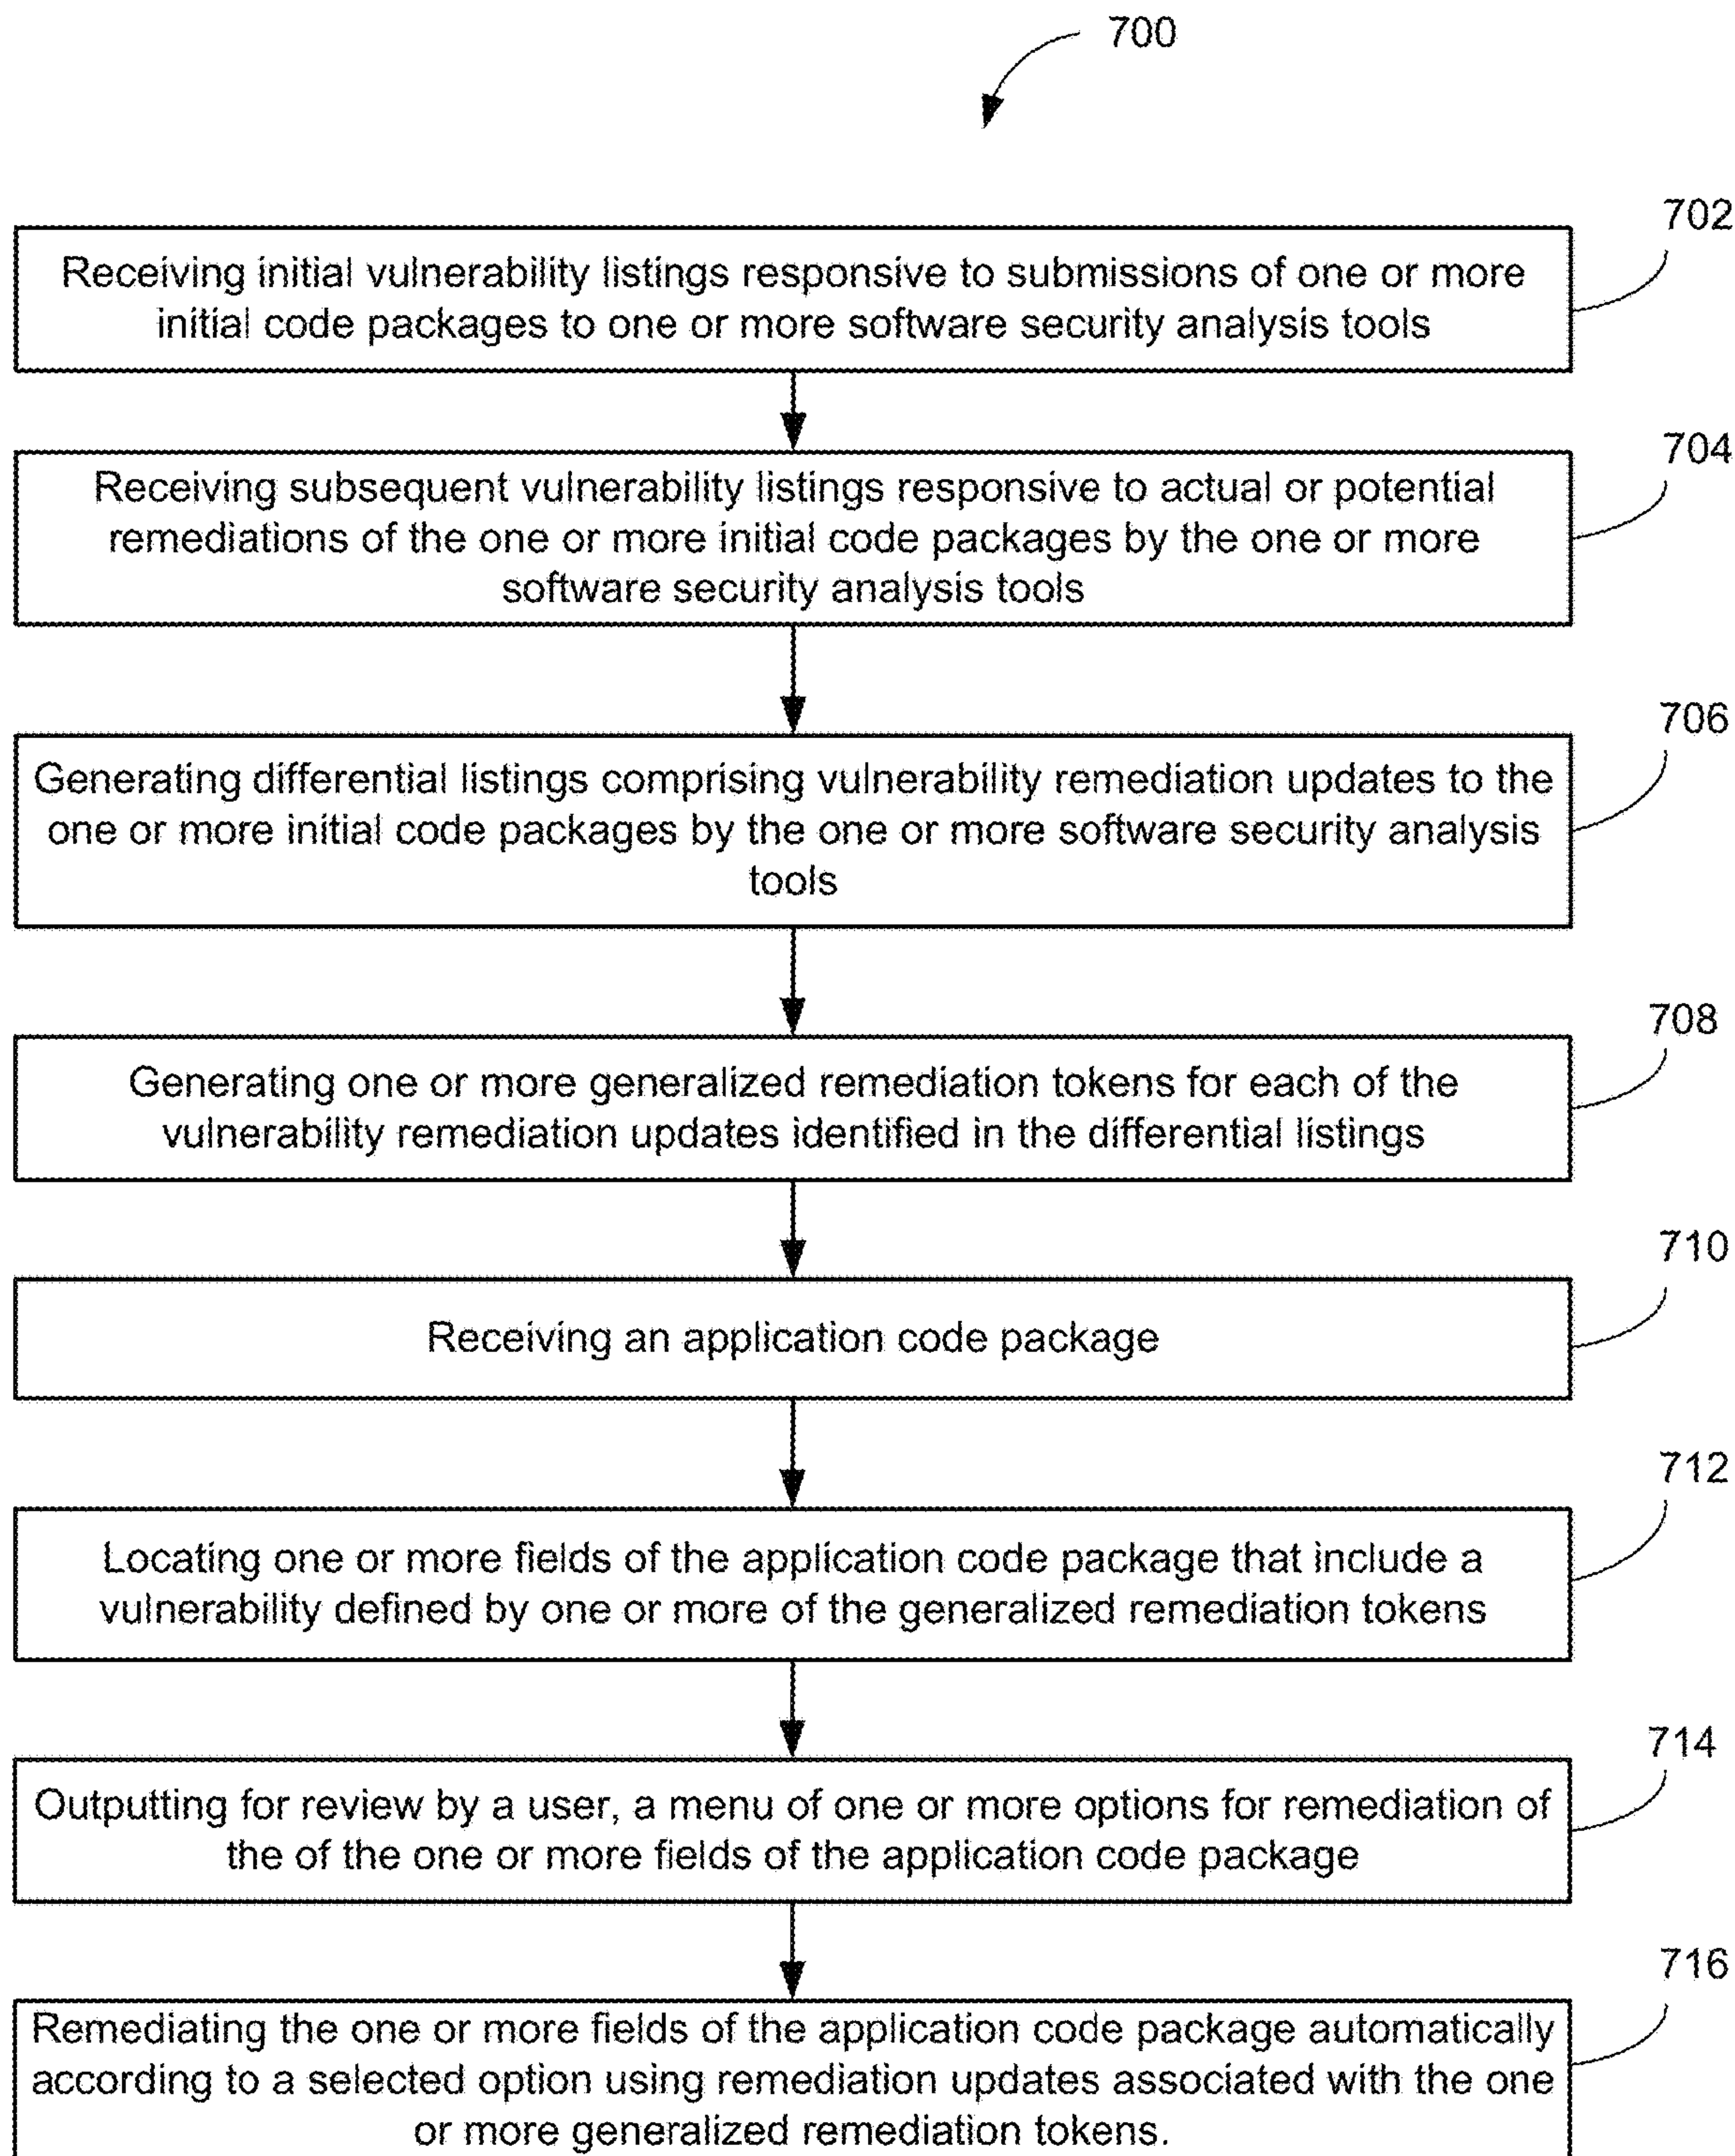 700
702
Receiving initial vulnerability listings responsive to submissions of one or more
initial code packages to one or more software security analysis tools
704
Receiving subsequent vulnerability listings responsive to actual or potential
remediations of the one or more initial code packages by the one or more
software security analysis tools
706
Generating differential listings comprising vulnerability remediation updates to the
one or more initial code packages by the one or more software security analysis
tools
708
Generating one or more generalized remediation tokens for each of the
vulnerability remediation updates identified in the differential listings
710
Receiving an application code package
712
Locating one or more fields of the application code package that include a
vulnerability defined by one or more of the generalized remediation tokens
714
Outputting for review by a user, a menu of one or more options for remediation of
the of the one or more fields of the application code package
716
Remediating the one or more fields of the application code package automatically
according to a selected option using remediation updates associated with the one
or more generalized remediation tokens.